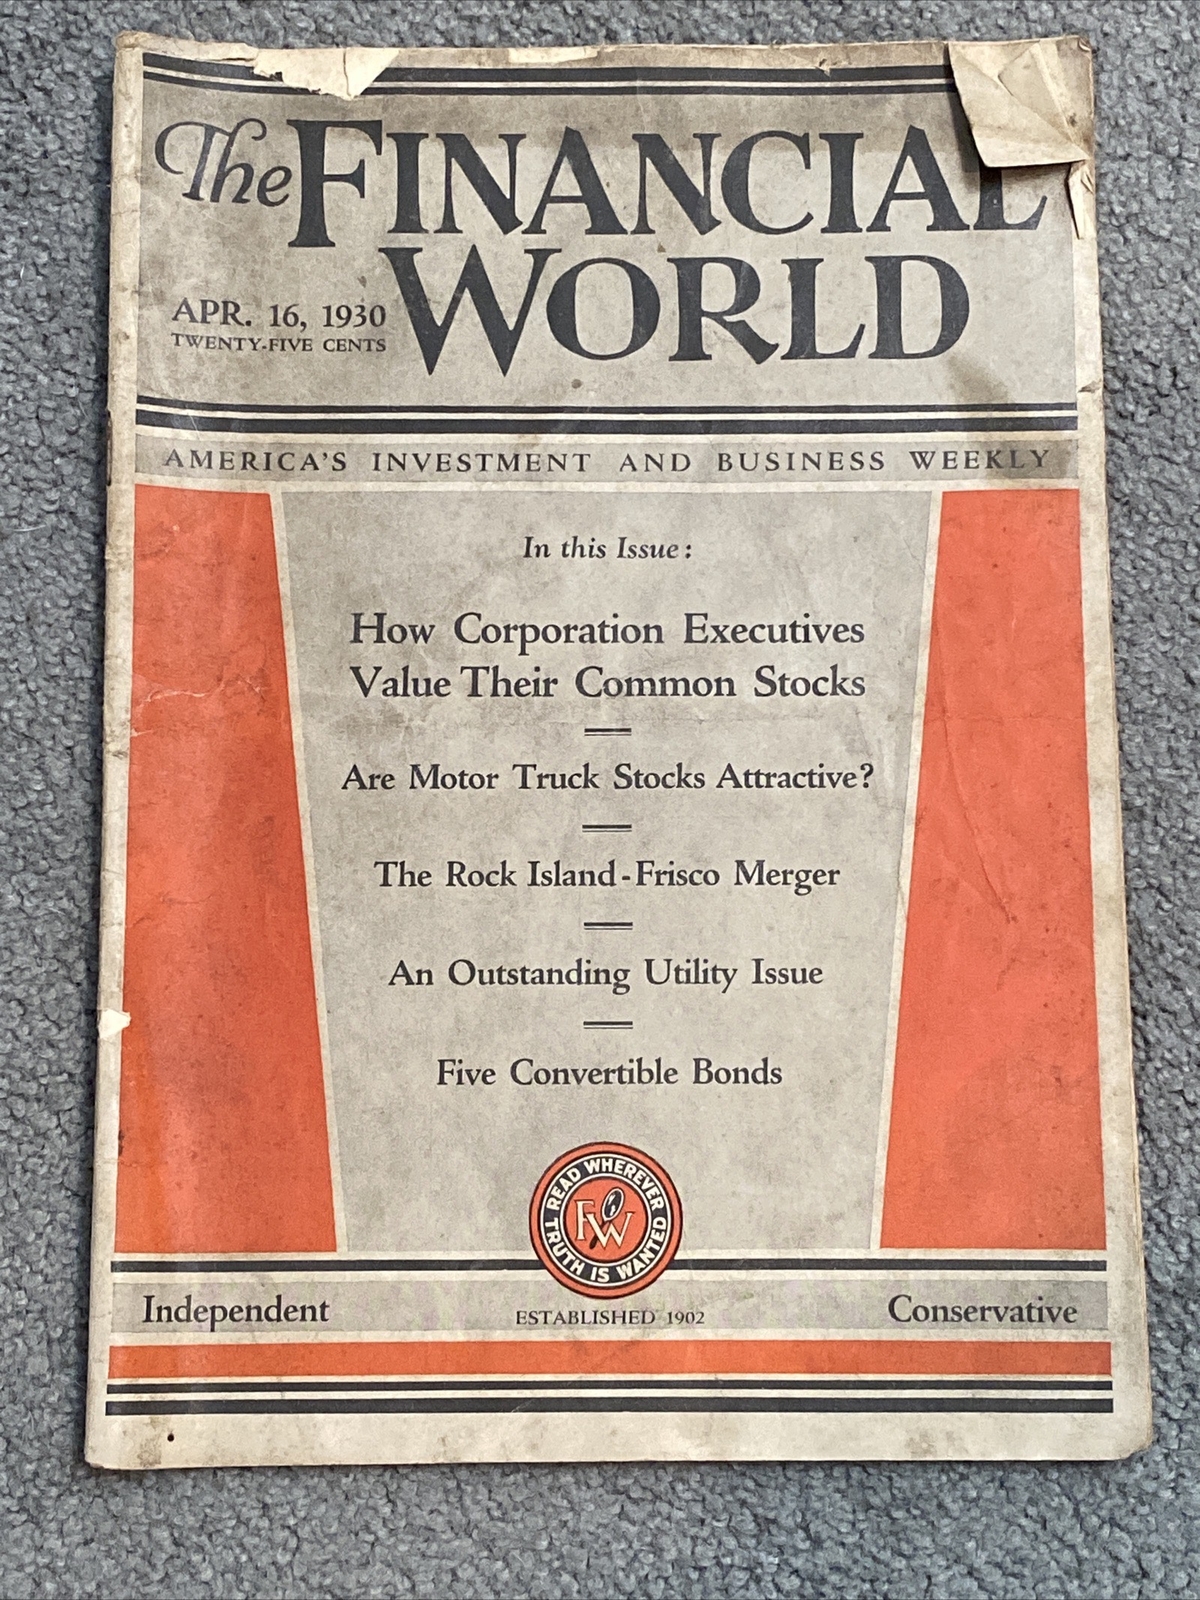 The FINANCIAL
WORLD
APR. 16, 1930
TWENTY-FIVE CENTS
AMERICA'S INVESTMENT AND BUSINESS WEEKLY
In this Issue:
How Corporation Executives
Value Their Common Stocks
Are Motor Truck Stocks Attractive?
The Rock Island-Frisco Merger
An Outstanding Utility Issue
Five Convertible Bonds
READ WHEREVER
TRUTH IS WANTED
FW
Independent
ESTABLISHED 1902
Conservative